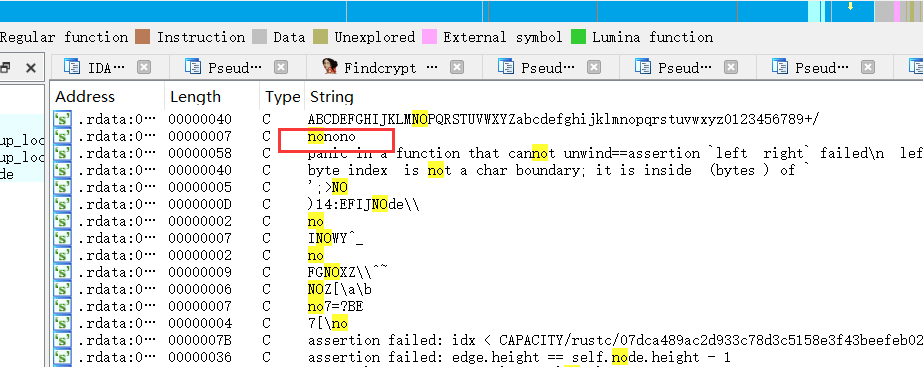 Regular function Instruction Data Unexplored External symbol Lumina function
IDA… Pseud… Findcrypt Pseud… Pseud… Pseud…
Address Length Type String
.rdata:0… 00000040 C ABCDEFGHIJKLMNOPQRSTUVWXYZabcdefghijklmnopqrstuvwxyz0123456789+/
.rdata:0… 00000007 C nonono
.rdata:0… 00000058 C panic in a function that cannot unwind==assertion `left  right` failed\n  lef
.rdata:0… 00000040 C byte index  is not a char boundary; it is inside  (bytes ) of `
.rdata:0… 00000005 C ';>NO
.rdata:0… 0000000D C )14:EFIJNOde\\
.rdata:0… 00000002 C no
.rdata:0… 00000007 C INOWY^_
.rdata:0… 00000002 C no
.rdata:0… 00000009 C FGNOXZ\\^~
.rdata:0… 00000006 C NOZ[\a\b
.rdata:0… 00000007 C no7=?BE
.rdata:0… 00000004 C 7[\no
.rdata:0… 0000007B C assertion failed: idx < CAPACITY/rustc/07dca489ac2d933c78d3c5158e3f43beefeb02
.rdata:0… 00000036 C assertion failed: edge.height == self.node.height - 1
up_loc
up_loc
de